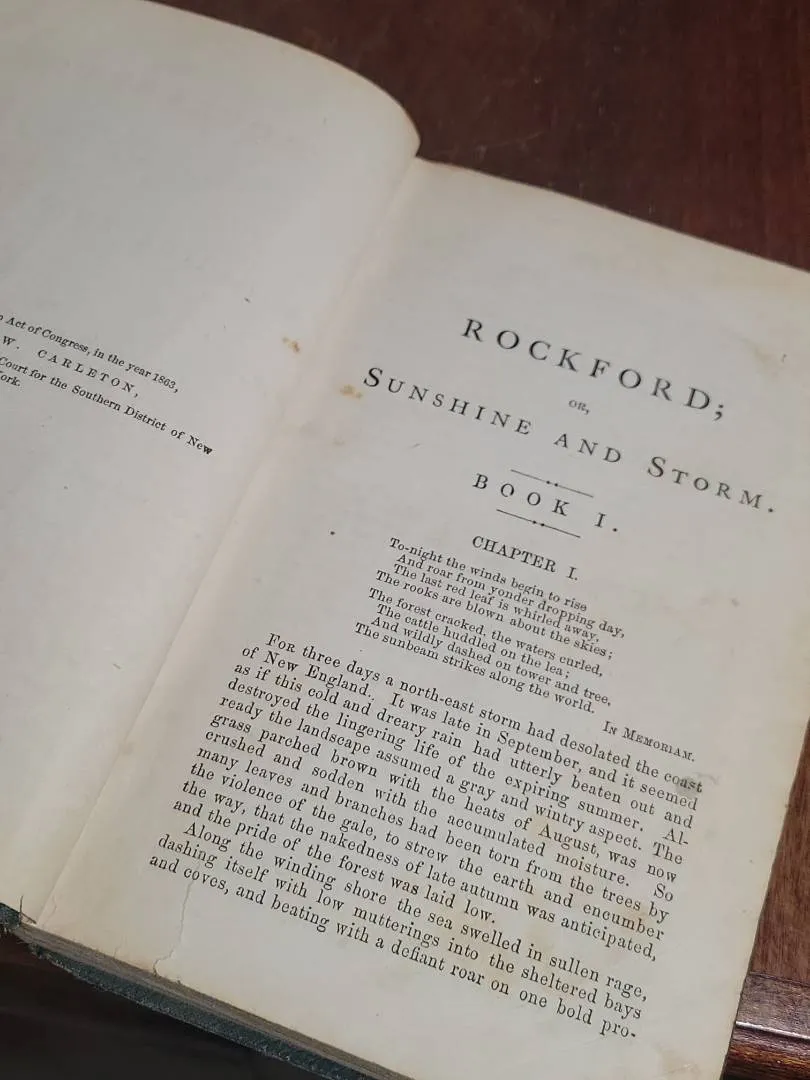 Act of Congress, in the year 1863,
W. CARLETON,
Court for the Southern District of New
ork.
ROCKFORD;
OR,
SUNSHINE AND STORM.
BOOK I.
CHAPTER I.
To-night the winds begin to rise
And roar from yonder dropping day,
The last red leaf is whirled away,
The rooks are blown about the skies;
The forest cracked, the waters curled,
The cattle huddled on the lea;
And wildly dashed on tower and tree,
The sunbeam strikes along the world.
IN MEMORIAM.
FOR three days a north-east storm had desolated the coast
of New England. It was late in September, and it seemed
as if this cold and dreary rain had utterly beaten out and
destroyed the lingering life of the expiring summer. Al-
ready the landscape assumed a gray and wintry aspect. The
grass parched brown with the heats of August, was now
crushed and sodden with the accumulated moisture. So
many leaves and branches had been torn from the trees by
the violence of the gale, to strew the earth and encumber
the way, that the nakedness of late autumn was anticipated,
and the pride of the forest was laid low.
Along the winding shore the sea swelled in sullen rage,
dashing itself with low mutterings into the sheltered bays
and coves, and beating with a defiant roar on one bold pro-